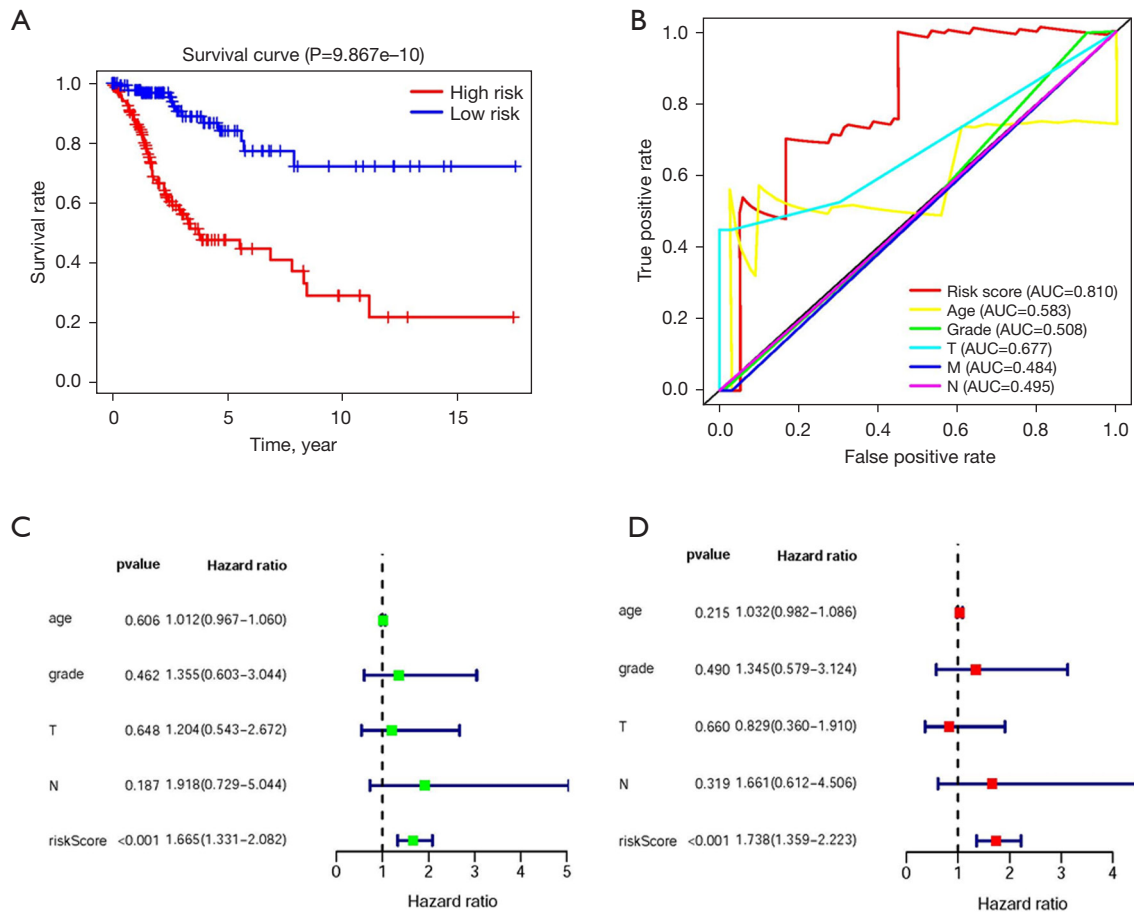 A
Survival curve (P=9.867e−10)
High risk
Low risk
Survival rate
1.0
0.8
0.6
0.4
0.2
0.0
0 5 10 15
Time, year
B
True positive rate
1.0
0.8
0.6
0.4
0.2
0.0
Risk score (AUC=0.810)
Age (AUC=0.583)
Grade (AUC=0.508)
T (AUC=0.677)
M (AUC=0.484)
N (AUC=0.495)
0.0 0.2 0.4 0.6 0.8 1.0
False positive rate
C
pvalue Hazard ratio
age 0.606 1.012(0.967−1.060)
grade 0.462 1.355(0.603−3.044)
T 0.648 1.204(0.543−2.672)
N 0.187 1.918(0.729−5.044)
riskScore <0.001 1.665(1.331−2.082)
0 1 2 3 4 5
Hazard ratio
D
pvalue Hazard ratio
age 0.215 1.032(0.982−1.086)
grade 0.490 1.345(0.579−3.124)
T 0.660 0.829(0.360−1.910)
N 0.319 1.661(0.612−4.506)
riskScore <0.001 1.738(1.359−2.223)
0 1 2 3 4
Hazard ratio